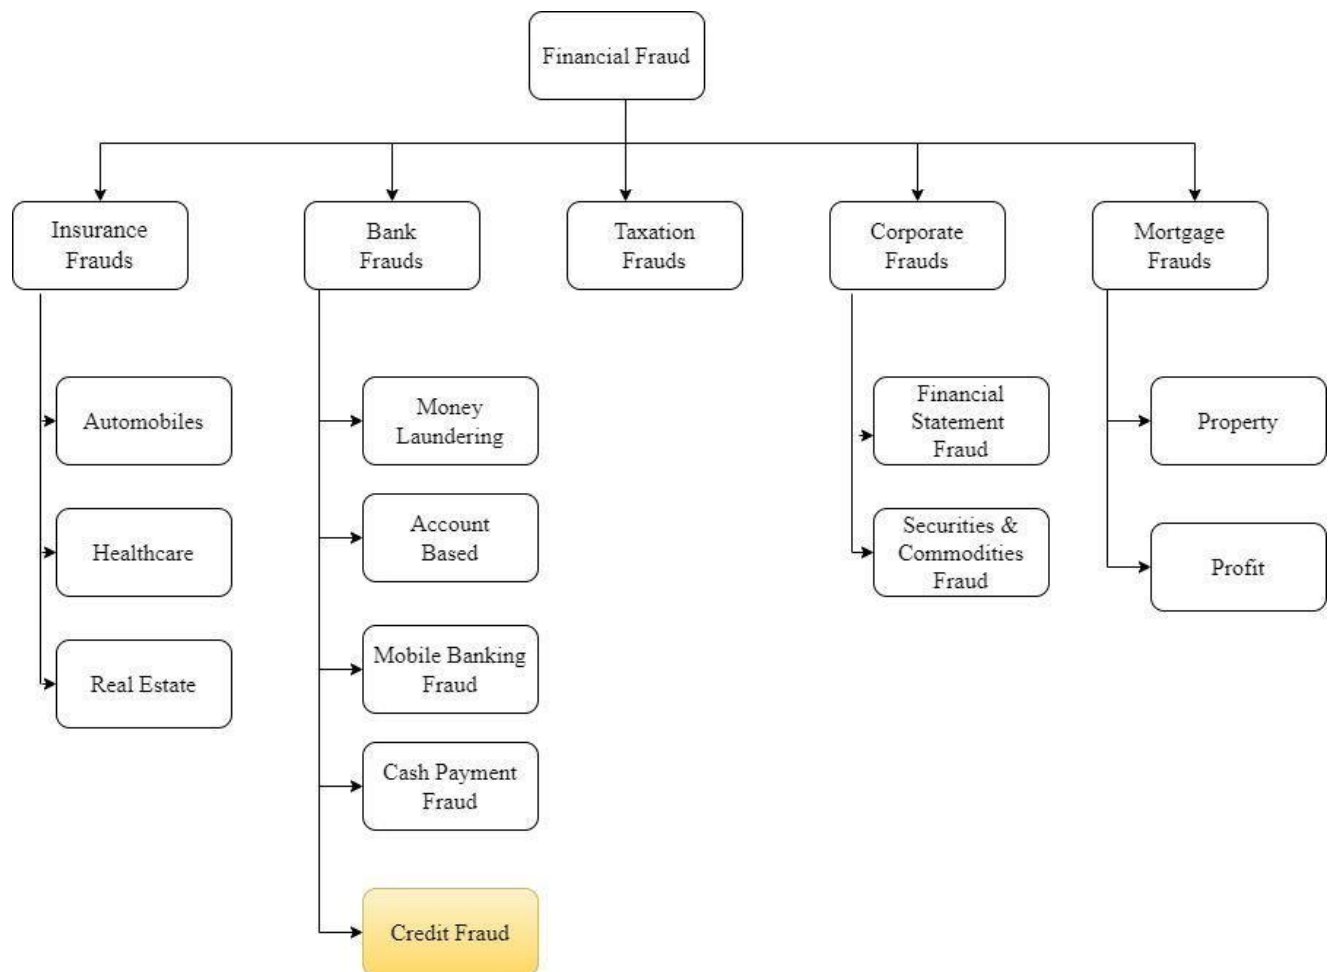 Financial Fraud
Insurance
Frauds
Bank
Frauds
Taxation
Frauds
Corporate
Frauds
Mortgage
Frauds
Automobiles
Healthcare
Real Estate
Money
Laundering
Account
Based
Mobile Banking
Fraud
Cash Payment
Fraud
Credit Fraud
Financial
Statement
Fraud
Securities &
Commodities
Fraud
Property
Profit